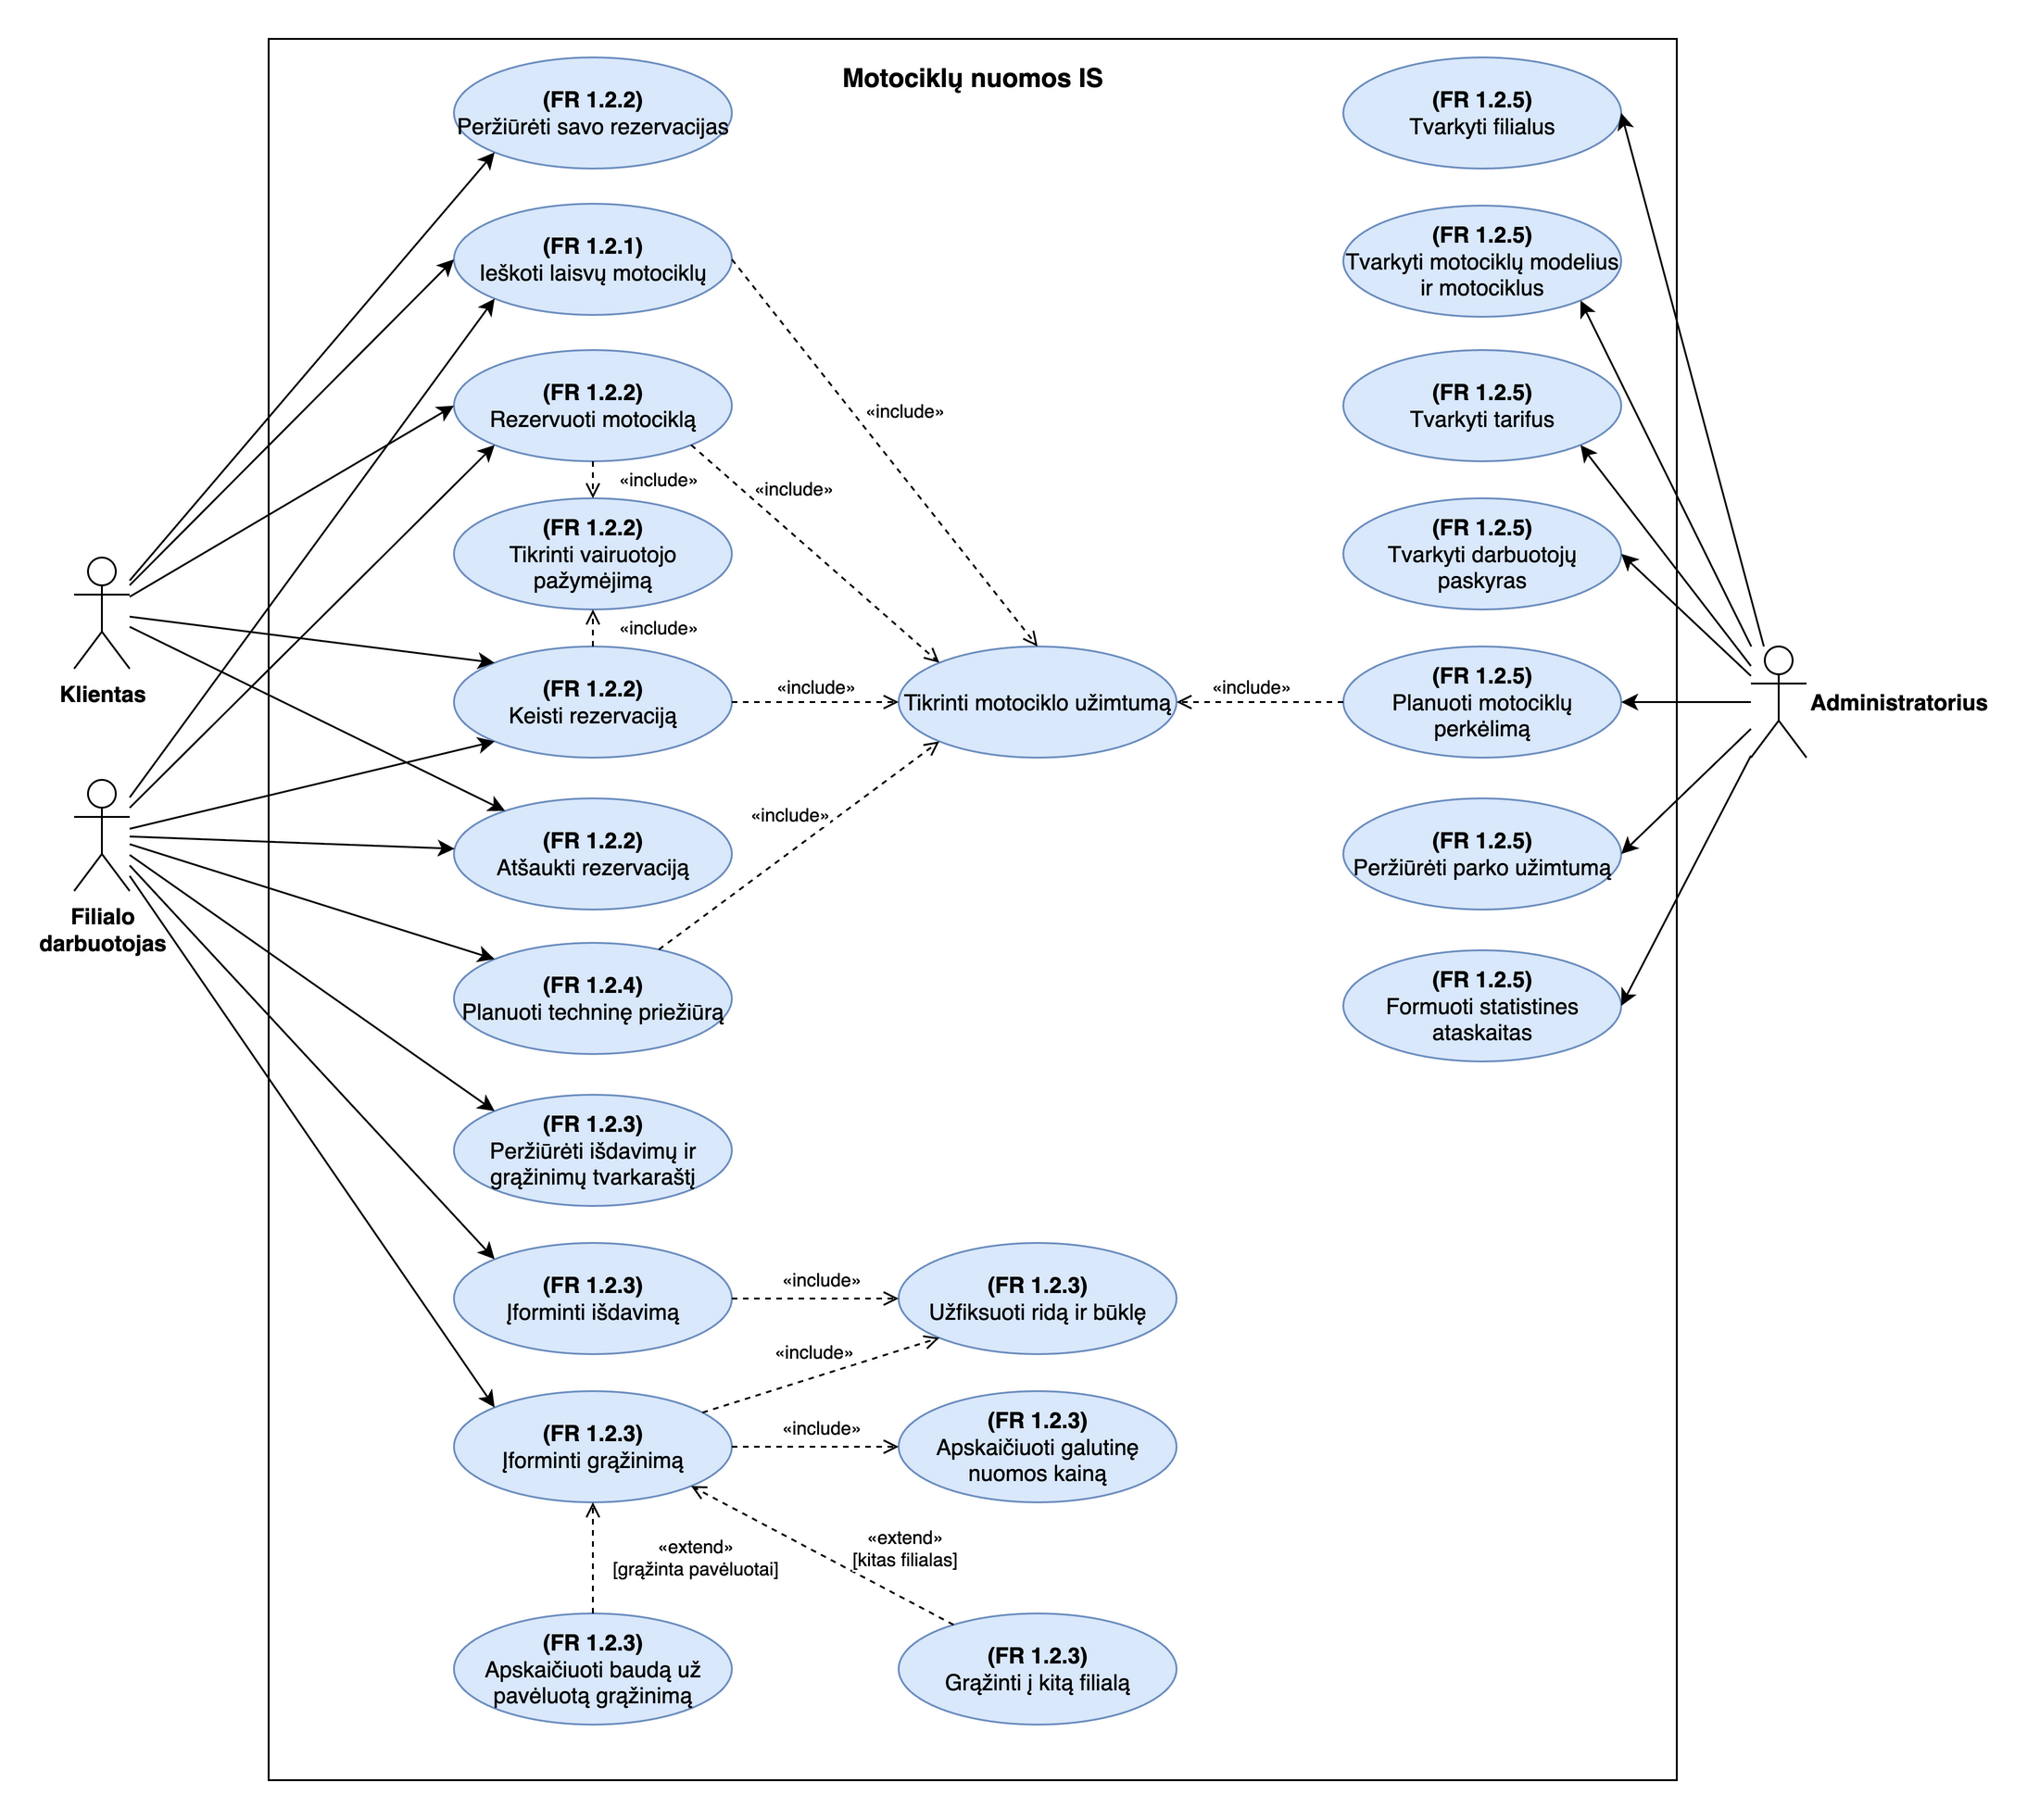 Motociklų nuomos IS
(FR 1.2.2)
Peržiūrėti savo rezervacijas
(FR 1.2.1)
Ieškoti laisvų motociklų
(FR 1.2.2)
Rezervuoti motociklą
«include»
(FR 1.2.2)
Tikrinti vairuotojo
pažymėjimą
«include»
(FR 1.2.2)
Keisti rezervaciją
(FR 1.2.2)
Atšaukti rezervaciją
(FR 1.2.4)
Planuoti techninę priežiūrą
(FR 1.2.3)
Peržiūrėti išdavimų ir
grąžinimų tvarkaraštį
(FR 1.2.3)
Įforminti išdavimą
(FR 1.2.3)
Įforminti grąžinimą
«extend»
[grąžinta pavėluotai]
(FR 1.2.3)
Apskaičiuoti baudą už
pavėluotą grąžinimą
Klientas
Filialo
darbuotojas
«include»
«include»
«include»
Tikrinti motociklo užimtumą
«include»
«include»
«include»
(FR 1.2.3)
Užfiksuoti ridą ir būklę
«include»
«include»
(FR 1.2.3)
Apskaičiuoti galutinę
nuomos kainą
«extend»
[kitas filialas]
(FR 1.2.3)
Grąžinti į kitą filialą
(FR 1.2.5)
Tvarkyti filialus
(FR 1.2.5)
Tvarkyti motociklų modelius
ir motociklus
(FR 1.2.5)
Tvarkyti tarifus
(FR 1.2.5)
Tvarkyti darbuotojų
paskyras
(FR 1.2.5)
Planuoti motociklų
perkėlimą
(FR 1.2.5)
Peržiūrėti parko užimtumą
(FR 1.2.5)
Formuoti statistines
ataskaitas
Administratorius